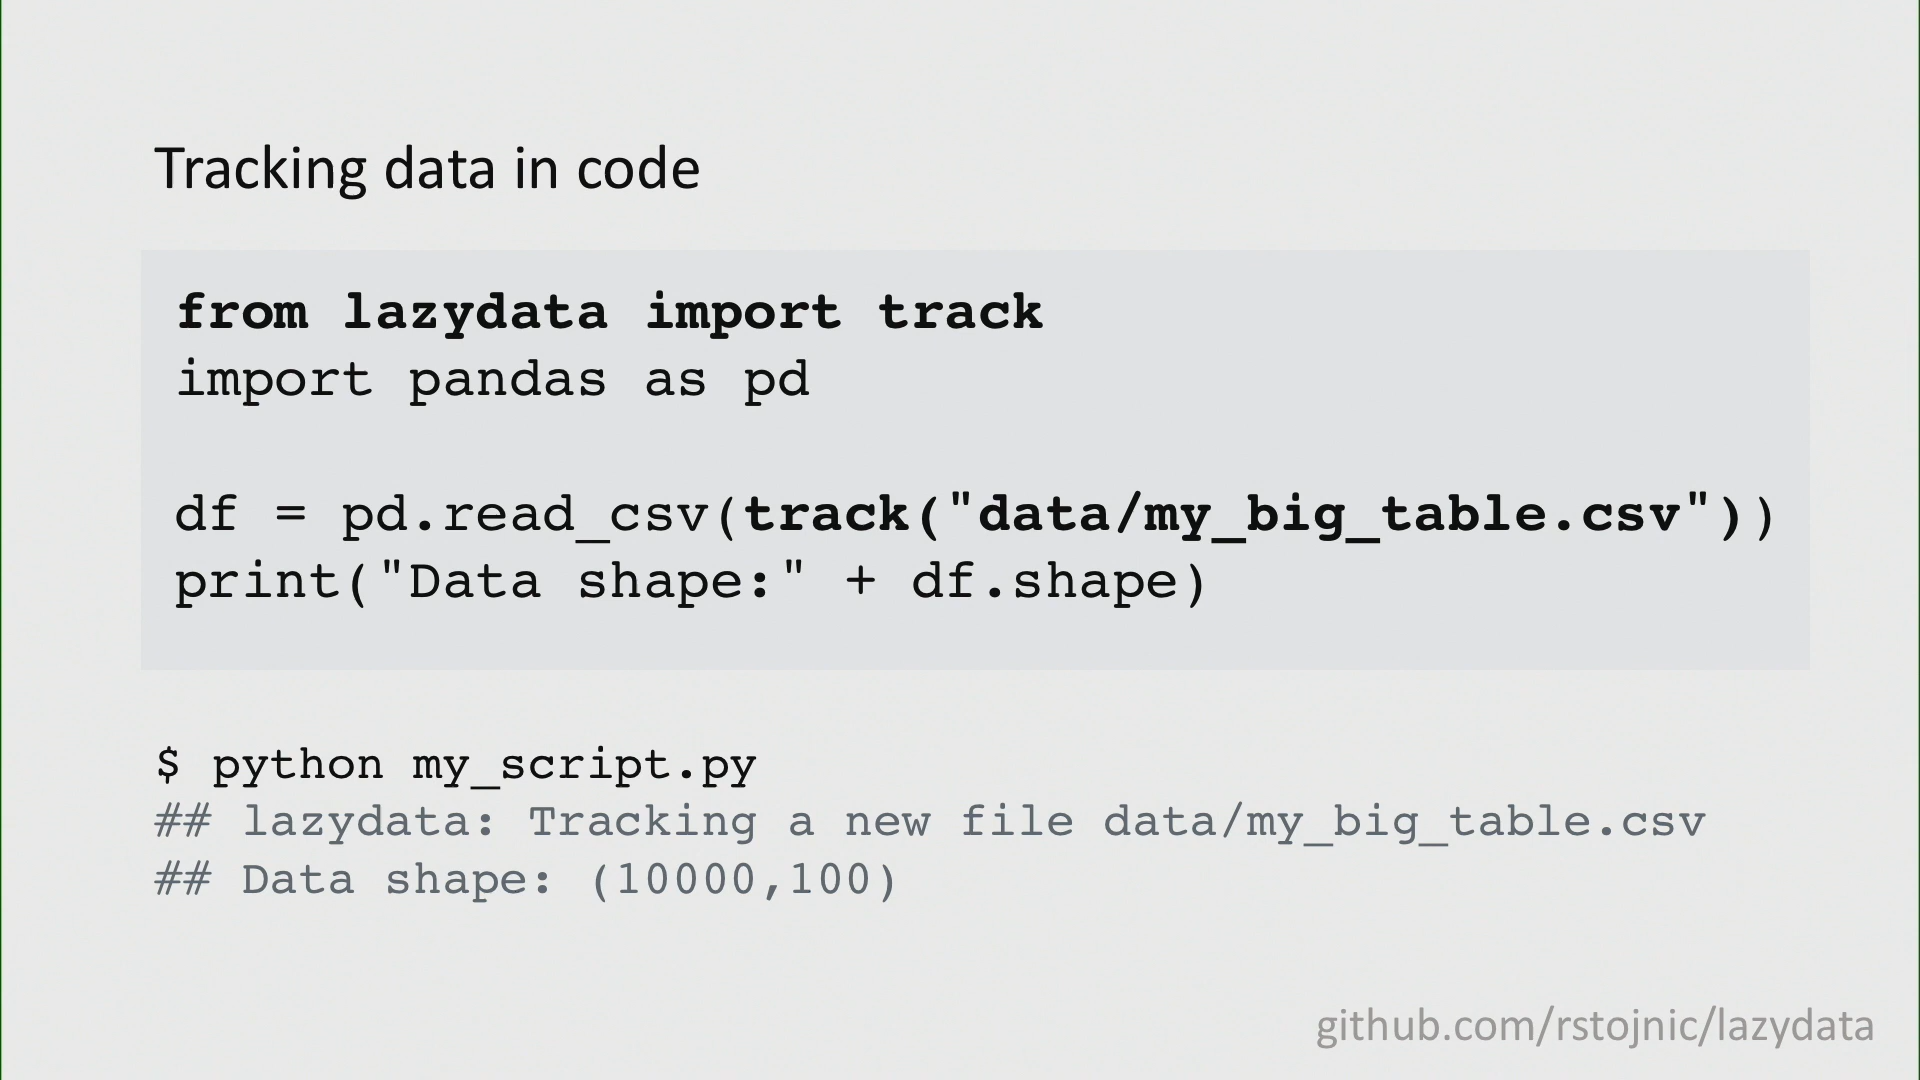 Tracking data in code
from lazydata import track
import pandas as pd
df = pd.read_csv(track("data/my_big_table.csv"))
print("Data shape:" + df.shape)
$ python my_script.py
## lazydata: Tracking a new file data/my_big_table.csv
## Data shape: (10000,100)
github.com/rstojnic/lazydata